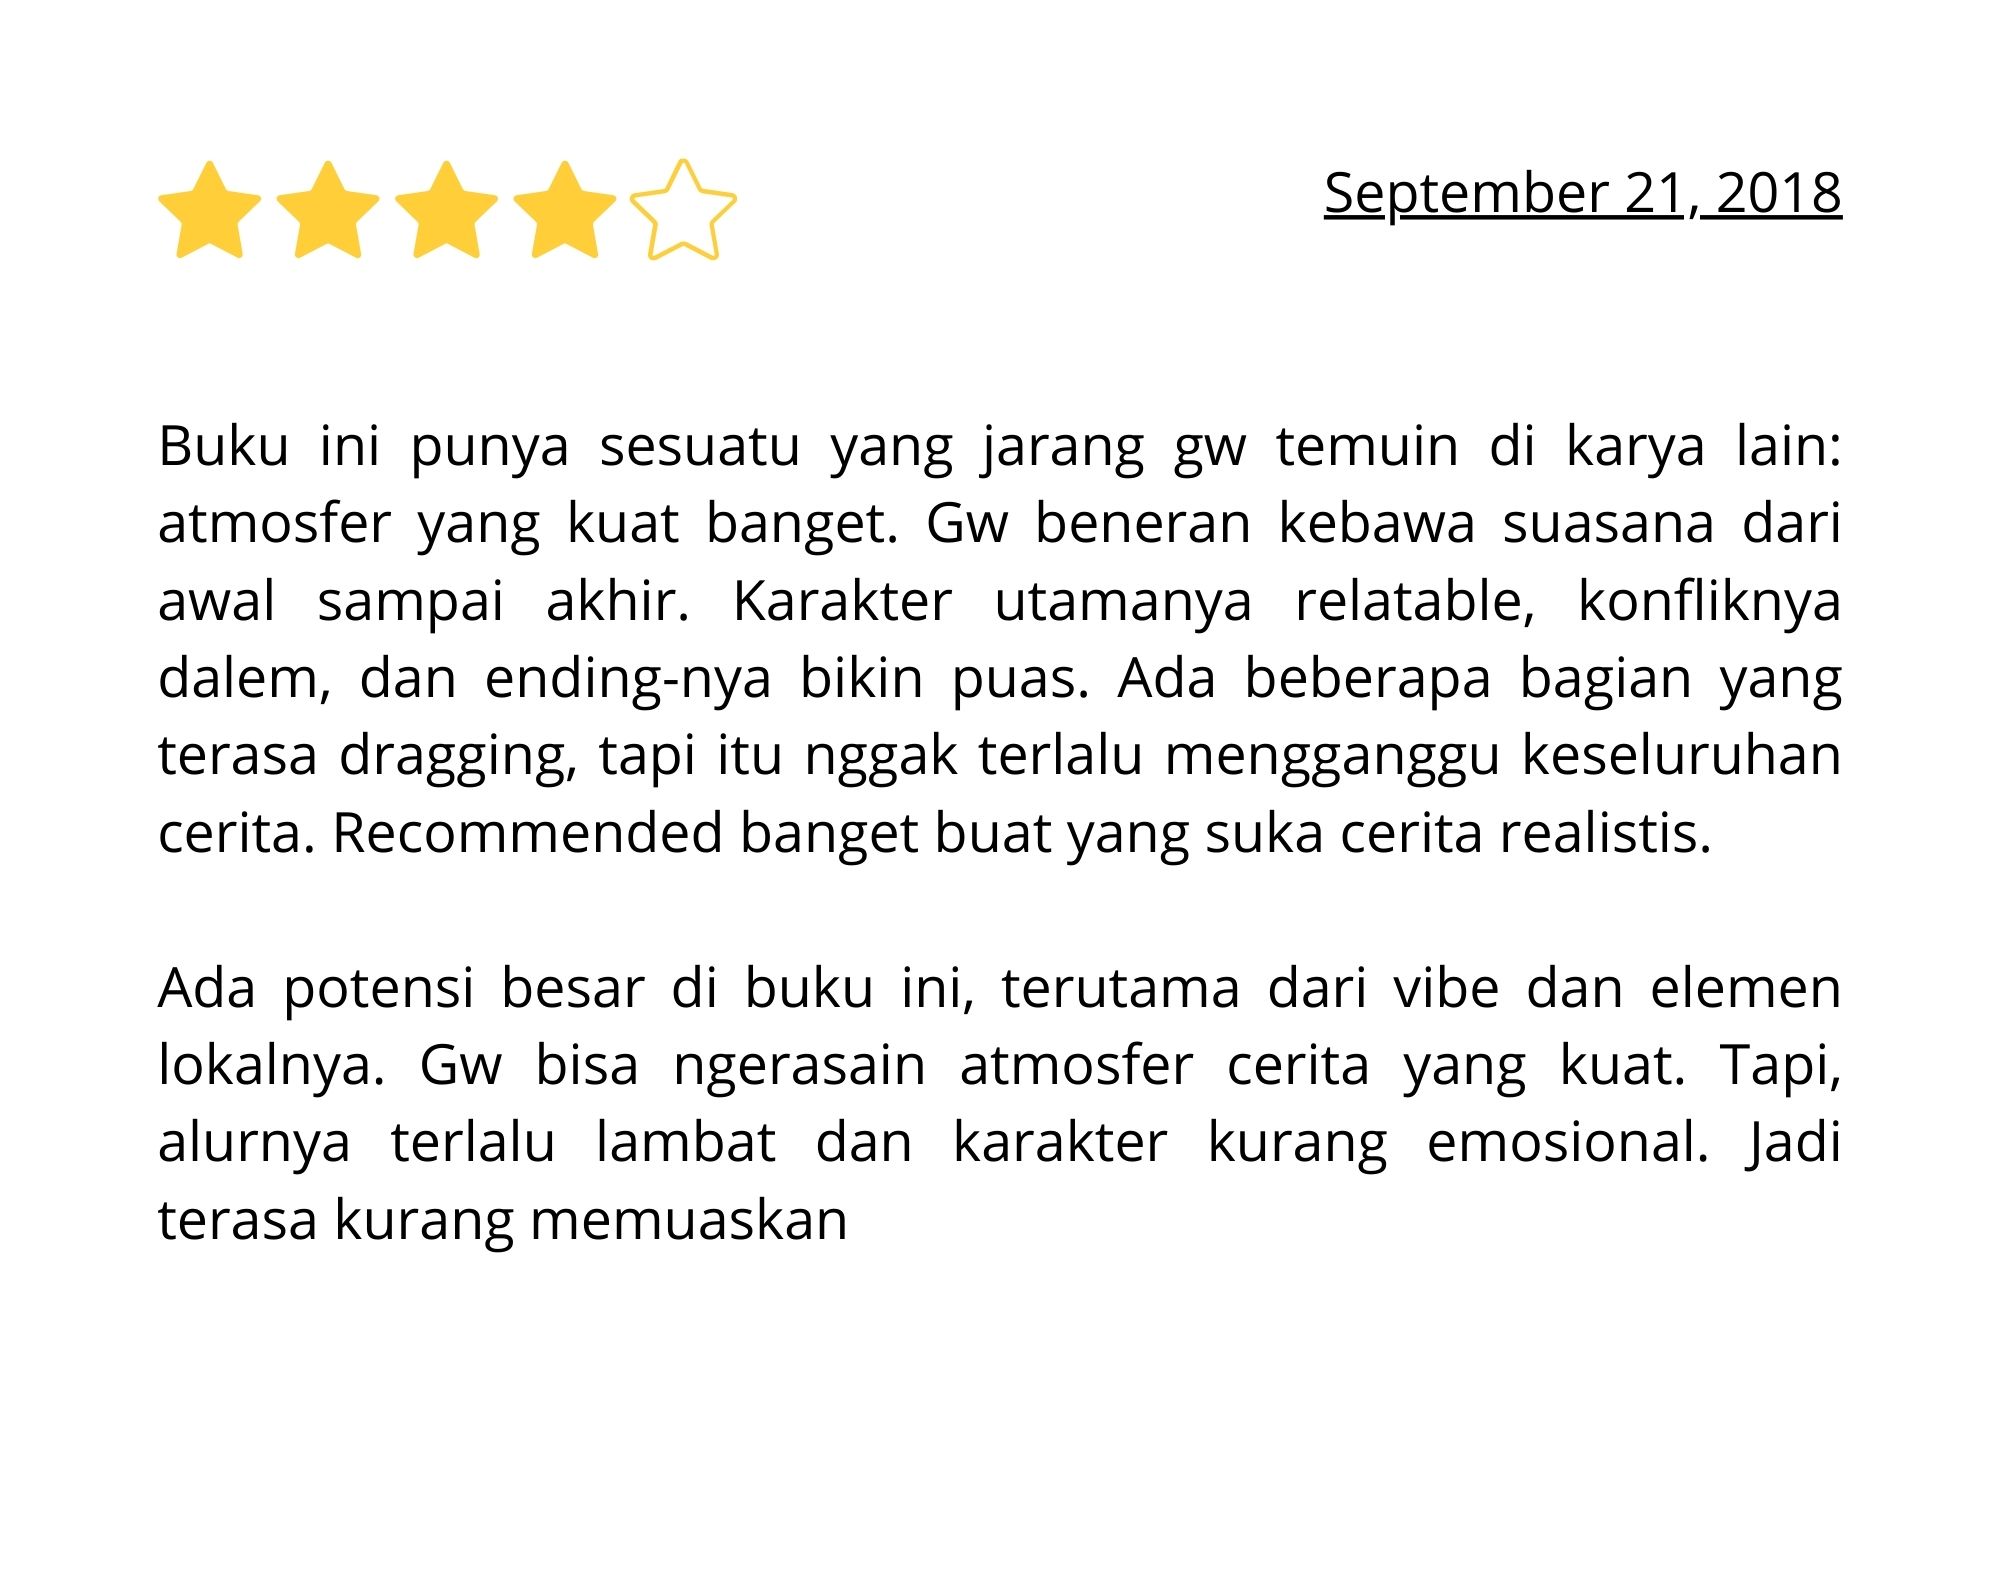 September 21, 2018
Buku ini punya sesuatu yang jarang gw temuin di karya lain:
atmosfer yang kuat banget. Gw beneran kebawa suasana dari
awal sampai akhir. Karakter utamanya relatable, konfliknya
dalem, dan ending-nya bikin puas. Ada beberapa bagian yang
terasa dragging, tapi itu nggak terlalu mengganggu keseluruhan
cerita. Recommended banget buat yang suka cerita realistis.
Ada potensi besar di buku ini, terutama dari vibe dan elemen
lokalnya. Gw bisa ngerasain atmosfer cerita yang kuat. Tapi,
alurnya terlalu lambat dan karakter kurang emosional. Jadi
terasa kurang memuaskan